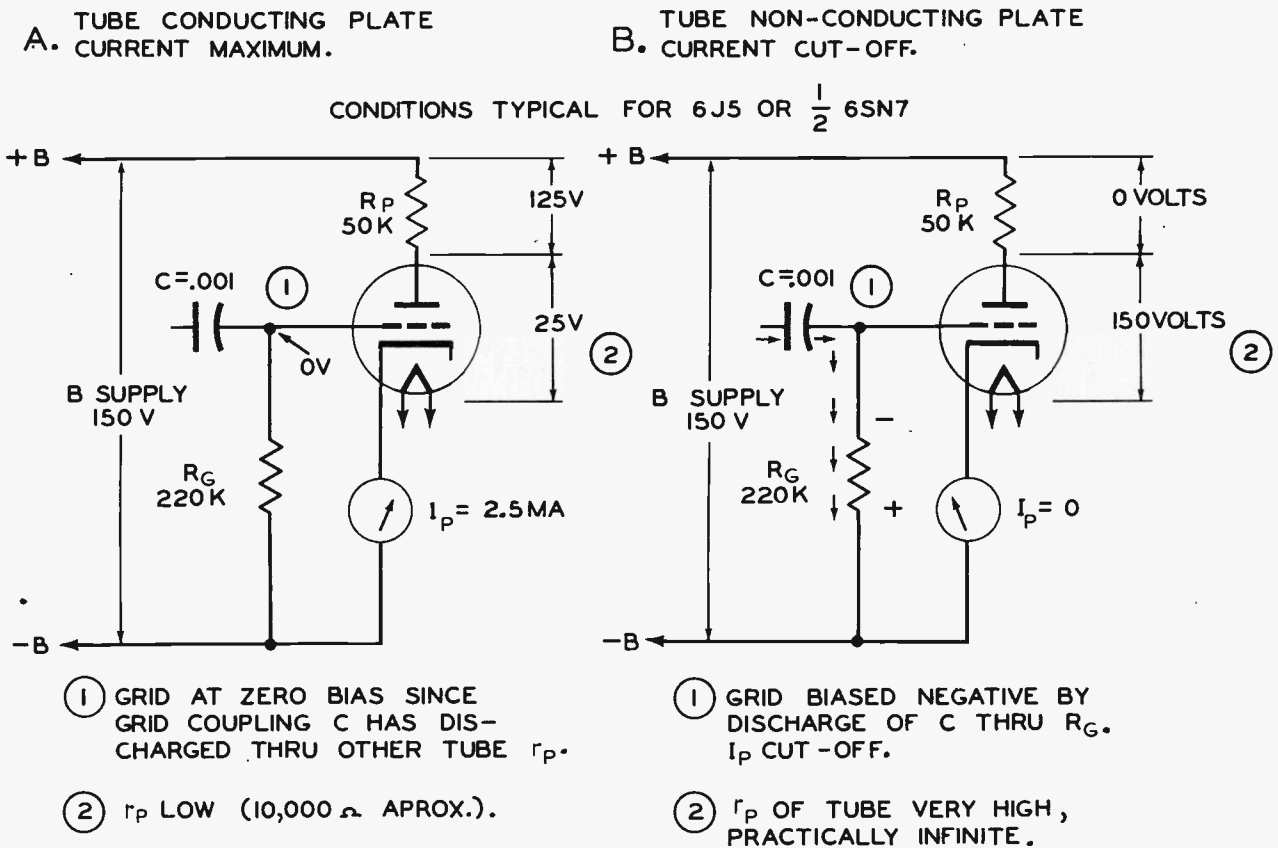 A. TUBE CONDUCTING PLATE
CURRENT MAXIMUM.
B. TUBE NON-CONDUCTING PLATE
CURRENT CUT-OFF.
CONDITIONS TYPICAL FOR 6J5 OR 1/2 6SN7
+B
RP
50K
125V
C=.001
1
25V
0V
2
B SUPPLY
150 V
RG
220K
IP = 2.5MA
-B
+ B
RP
50 K
0 VOLTS
C=.001
1
150 VOLTS
2
B SUPPLY
150 V
-
RG
220K
+
IP = 0
-B
1 GRID AT ZERO BIAS SINCE
GRID COUPLING C HAS DIS-
CHARGED THRU OTHER TUBE rP.
2 rP LOW (10,000 Ω APROX.).
1 GRID BIASED NEGATIVE BY
DISCHARGE OF C THRU RG.
IP CUT-OFF.
2 rP OF TUBE VERY HIGH,
PRACTICALLY INFINITE.